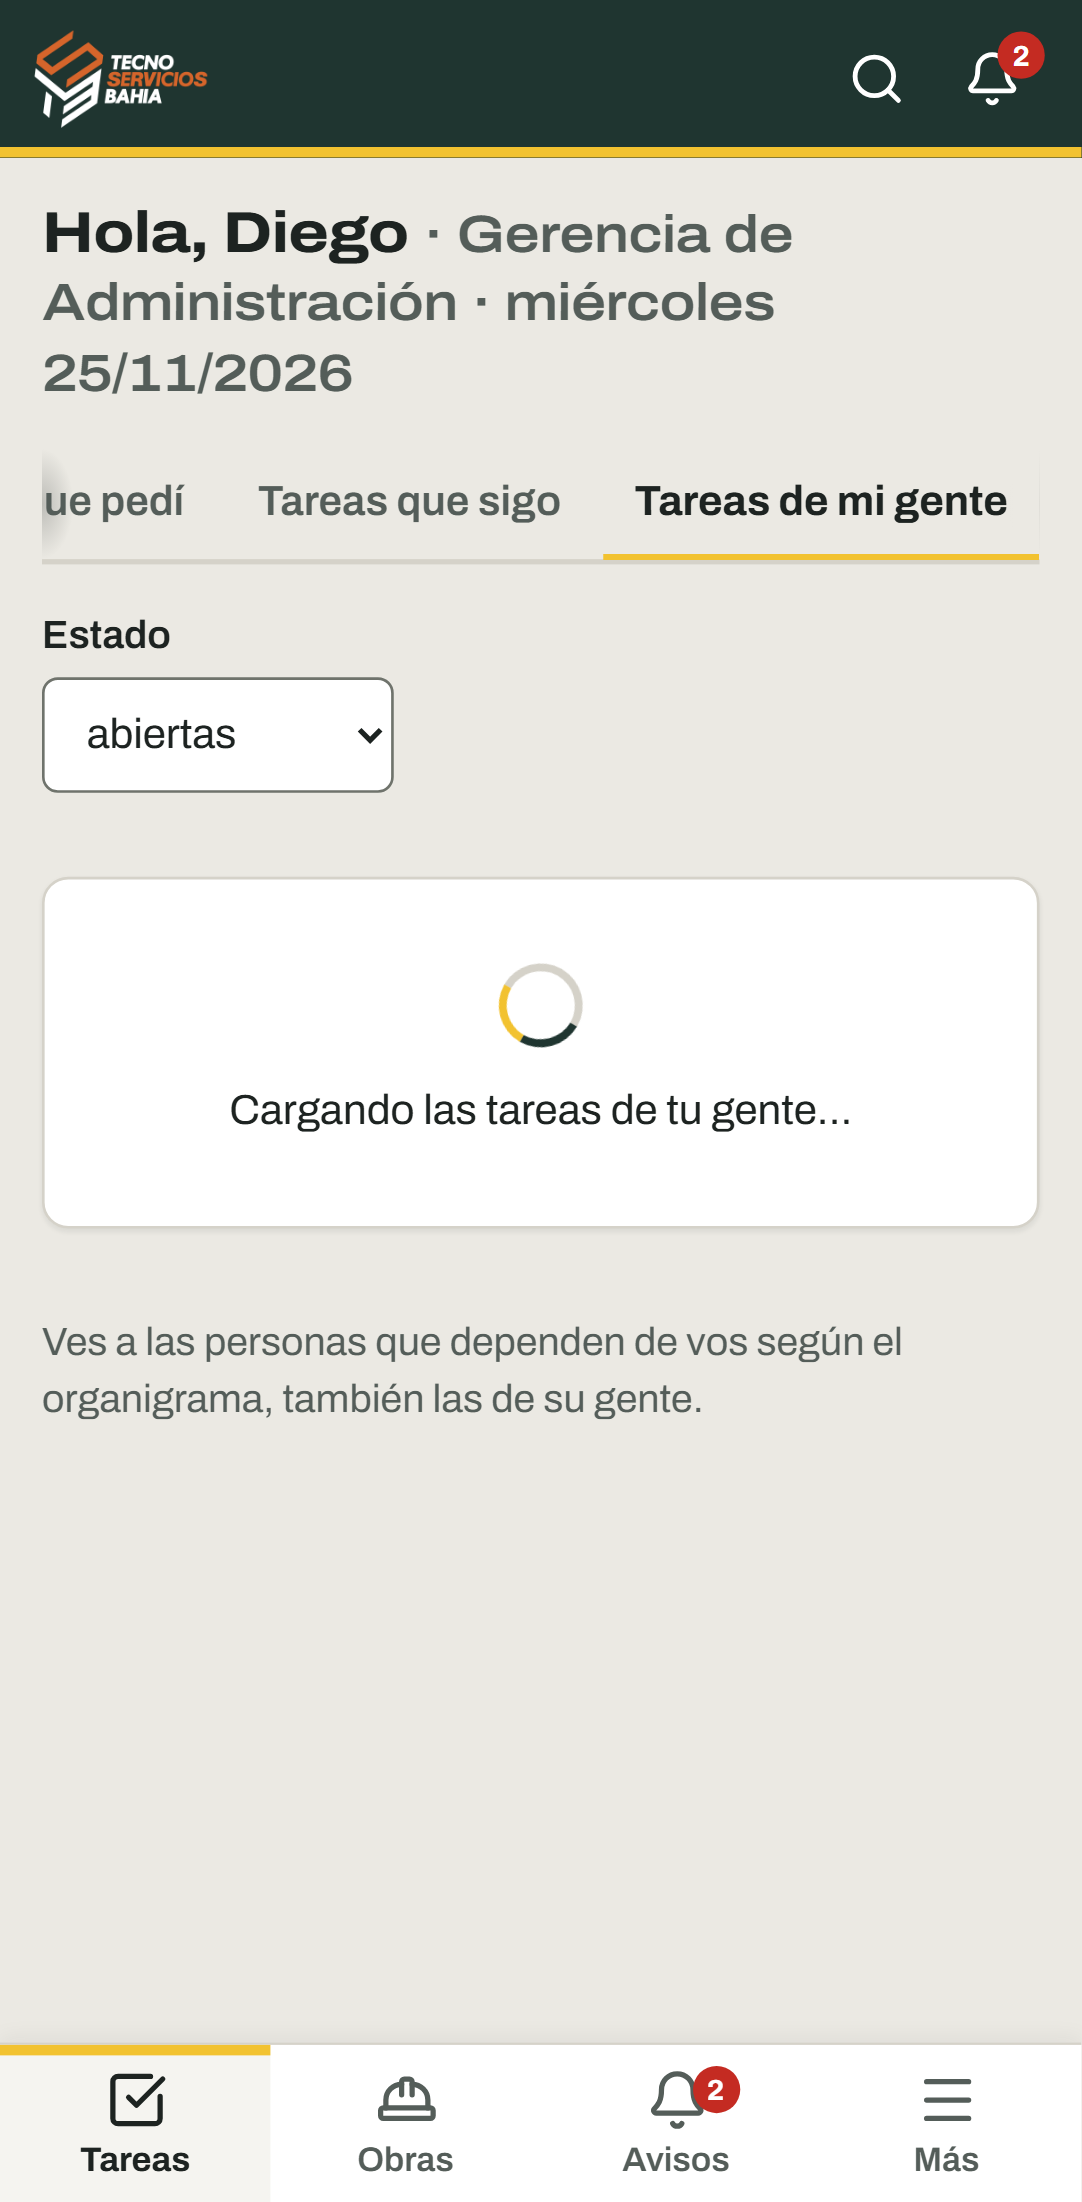 TECNO
SERVICIOS
BAHIA
2
Hola, Diego · Gerencia de
Administración · miércoles
25/11/2026
ue pedí
Tareas que sigo
Tareas de mi gente
Estado
abiertas
Cargando las tareas de tu gente...
Ves a las personas que dependen de vos según el
organigrama, también las de su gente.
2
Tareas
Obras
Avisos
Más